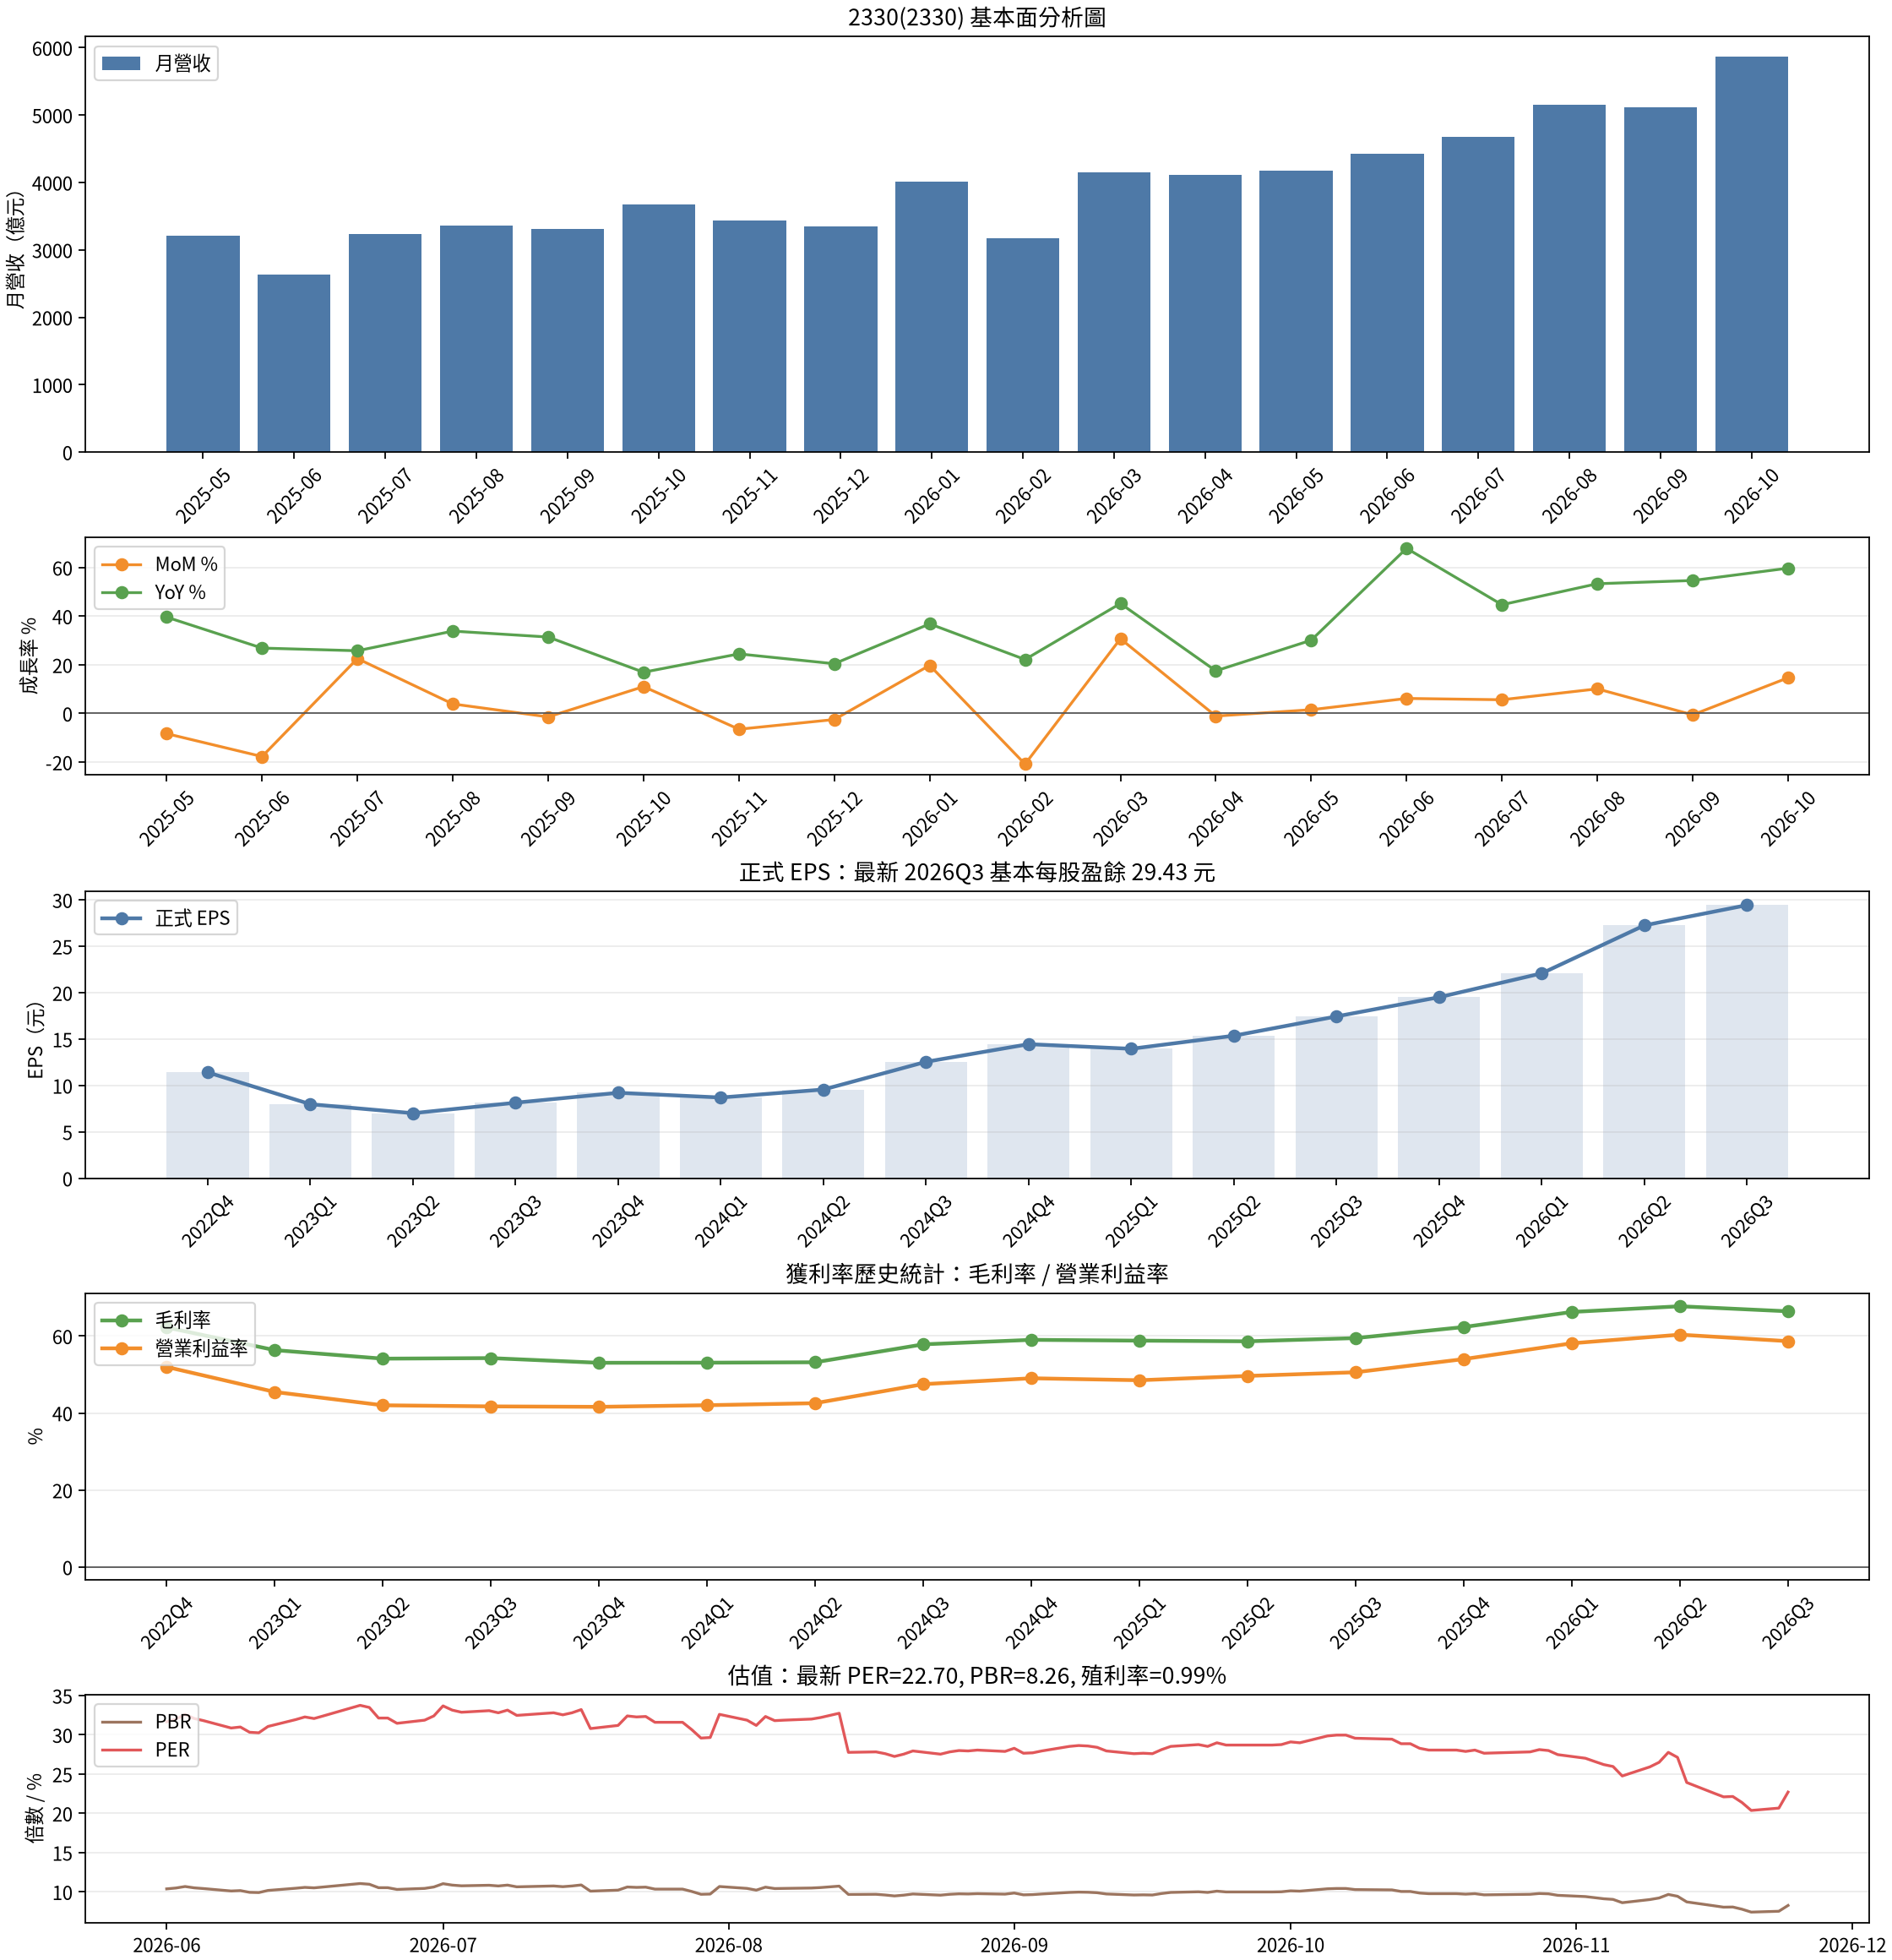 2330(2330) 基本面分析圖
月營收
月營收（億元）
6000
5000
4000
3000
2000
1000
0
2025-05 2025-06 2025-07 2025-08 2025-09 2025-10 2025-11 2025-12 2026-01 2026-02 2026-03 2026-04 2026-05 2026-06 2026-07 2026-08 2026-09 2026-10
MoM %
YoY %
成長率 %
60
40
20
0
-20
2025-05 2025-06 2025-07 2025-08 2025-09 2025-10 2025-11 2025-12 2026-01 2026-02 2026-03 2026-04 2026-05 2026-06 2026-07 2026-08 2026-09 2026-10
正式 EPS：最新 2026Q3 基本每股盈餘 29.43 元
正式 EPS
EPS（元）
30
25
20
15
10
5
0
2022Q4 2023Q1 2023Q2 2023Q3 2023Q4 2024Q1 2024Q2 2024Q3 2024Q4 2025Q1 2025Q2 2025Q3 2025Q4 2026Q1 2026Q2 2026Q3
獲利率歷史統計：毛利率 / 營業利益率
毛利率
營業利益率
%
60
40
20
0
2022Q4 2023Q1 2023Q2 2023Q3 2023Q4 2024Q1 2024Q2 2024Q3 2024Q4 2025Q1 2025Q2 2025Q3 2025Q4 2026Q1 2026Q2 2026Q3
估值：最新 PER=22.70, PBR=8.26, 殖利率=0.99%
PBR
PER
倍數 / %
35
30
25
20
15
10
2026-06 2026-07 2026-08 2026-09 2026-10 2026-11 2026-12